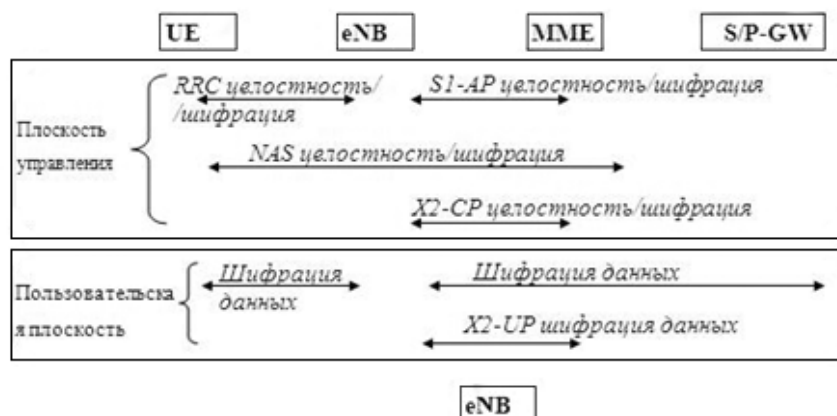 UE eNB MME S/P-GW
RRC целостность/ S1-AP целостность/шифрация
/шифрация
Плоскость
управления
NAS целостность/шифрация
X2-CP целостность/шифрация
Шифрация Шифрация данных
данных
Пользовательска
я плоскость
X2-UP шифрация данных
eNB